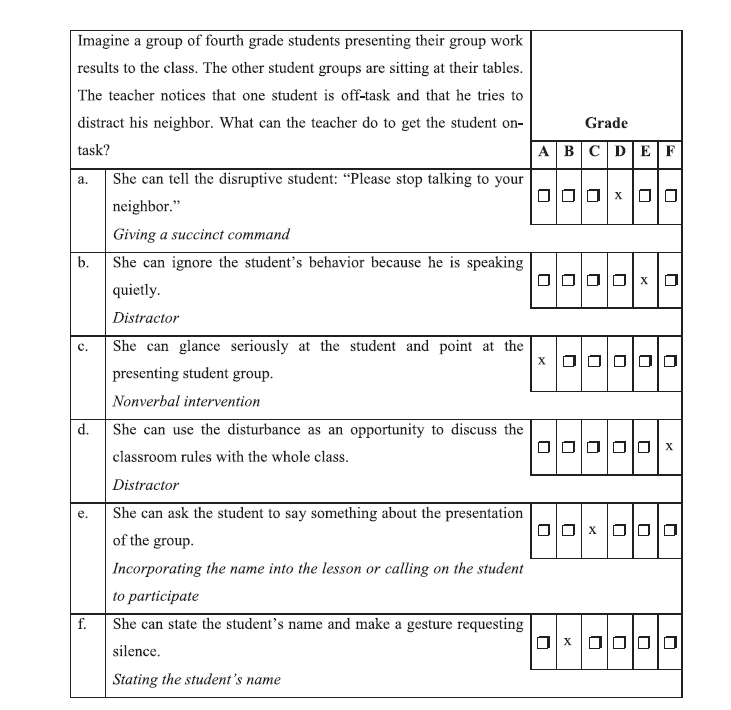 Imagine a group of fourth grade students presenting their group work
results to the class. The other student groups are sitting at their tables.
The teacher notices that one student is off-task and that he tries to
distract his neighbor. What can the teacher do to get the student on-
task?
Grade
A B C D E F
a. She can tell the disruptive student: “Please stop talking to your
neighbor.”
Giving a succinct command
☐ ☐ ☐ x ☐ ☐
b. She can ignore the student’s behavior because he is speaking
quietly.
Distractor
☐ ☐ ☐ ☐ x ☐
c. She can glance seriously at the student and point at the
presenting student group.
Nonverbal intervention
x ☐ ☐ ☐ ☐ ☐
d. She can use the disturbance as an opportunity to discuss the
classroom rules with the whole class.
Distractor
☐ ☐ ☐ ☐ ☐ x
e. She can ask the student to say something about the presentation
of the group.
Incorporating the name into the lesson or calling on the student
to participate
☐ ☐ x ☐ ☐ ☐
f. She can state the student’s name and make a gesture requesting
silence.
Stating the student’s name
☐ x ☐ ☐ ☐ ☐